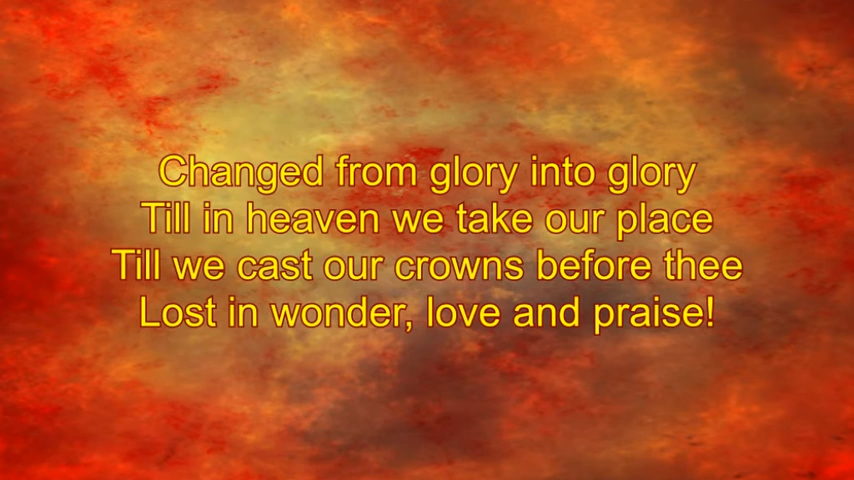 Changed from glory into glory
Till in heaven we take our place
Till we cast our crowns before thee
Lost in wonder, love and praise!